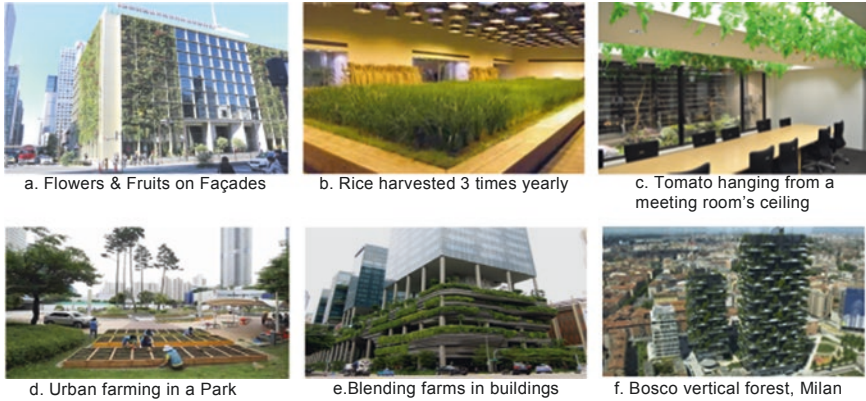 a. Flowers & Fruits on Façades
b. Rice harvested 3 times yearly
c. Tomato hanging from a
meeting room's ceiling
d. Urban farming in a Park
e.Blending farms in buildings
f. Bosco vertical forest, Milan